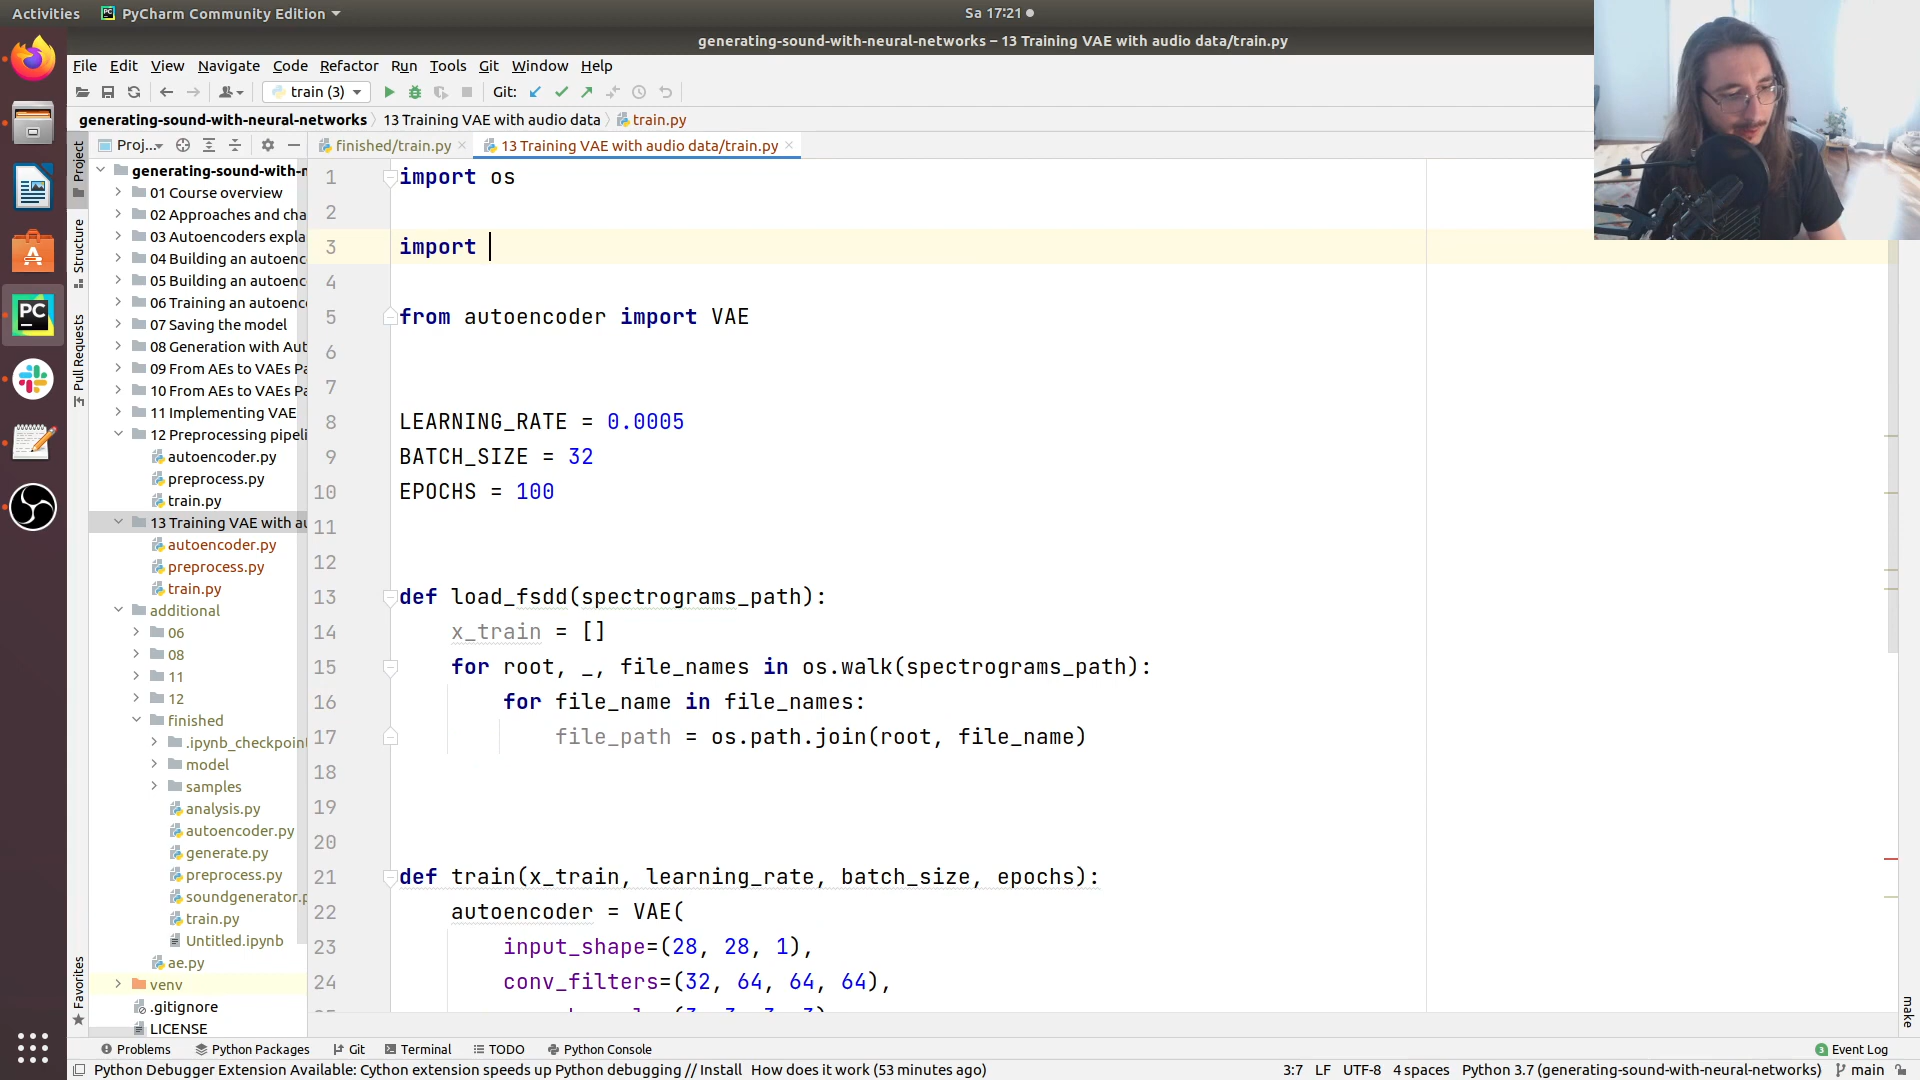 Activities PyCharm Community Edition Sa 17:21
generating-sound-with-neural-networks – 13 Training VAE with audio data/train.py
File Edit View Navigate Code Refactor Run Tools Git Window Help
train (3) Git:
generating-sound-with-neural-networks 13 Training VAE with audio data train.py
Proj... finished/train.py 13 Training VAE with audio data/train.py
Project
Structure
Pull Requests
Favorites
generating-sound-with-n
01 Course overview
02 Approaches and cha
03 Autoencoders expla
04 Building an autoenc
05 Building an autoenc
06 Training an autoenc
07 Saving the model
08 Generation with Aut
09 From AEs to VAEs Pa
10 From AEs to VAEs Pa
11 Implementing VAE
12 Preprocessing pipeli
autoencoder.py
preprocess.py
train.py
13 Training VAE with au
autoencoder.py
preprocess.py
train.py
additional
06
08
11
12
finished
.ipynb_checkpoin
model
samples
analysis.py
autoencoder.py
generate.py
preprocess.py
soundgenerator.p
train.py
Untitled.ipynb
ae.py
venv
.gitignore
LICENSE
1 import os
2
3 import
4
5 from autoencoder import VAE
6
7
8 LEARNING_RATE = 0.0005
9 BATCH_SIZE = 32
10 EPOCHS = 100
11
12
13 def load_fsdd(spectrograms_path):
14 x_train = []
15 for root, _, file_names in os.walk(spectrograms_path):
16 for file_name in file_names:
17 file_path = os.path.join(root, file_name)
18
19
20
21 def train(x_train, learning_rate, batch_size, epochs):
22 autoencoder = VAE(
23 input_shape=(28, 28, 1),
24 conv_filters=(32, 64, 64, 64),
make
Problems Python Packages Git Terminal TODO Python Console 3 Event Log
Python Debugger Extension Available: Cython extension speeds up Python debugging // Install How does it work (53 minutes ago) 3:7 LF UTF-8 4 spaces Python 3.7 (generating-sound-with-neural-networks) main